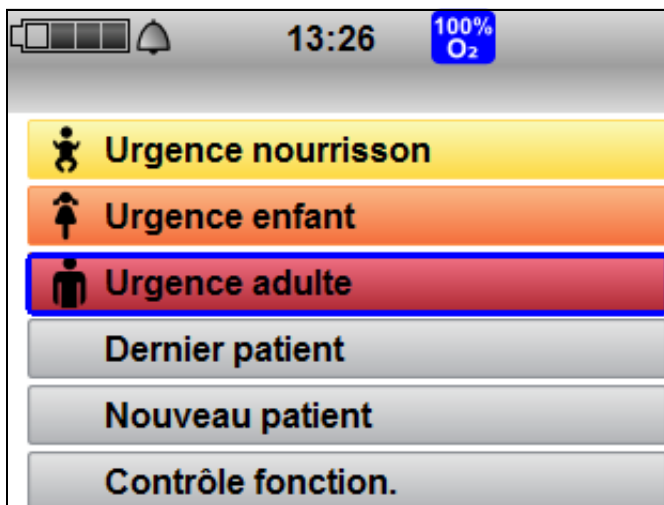 13:26
100%
O₂
Urgence nourrisson
Urgence enfant
Urgence adulte
Dernier patient
Nouveau patient
Contrôle fonction.